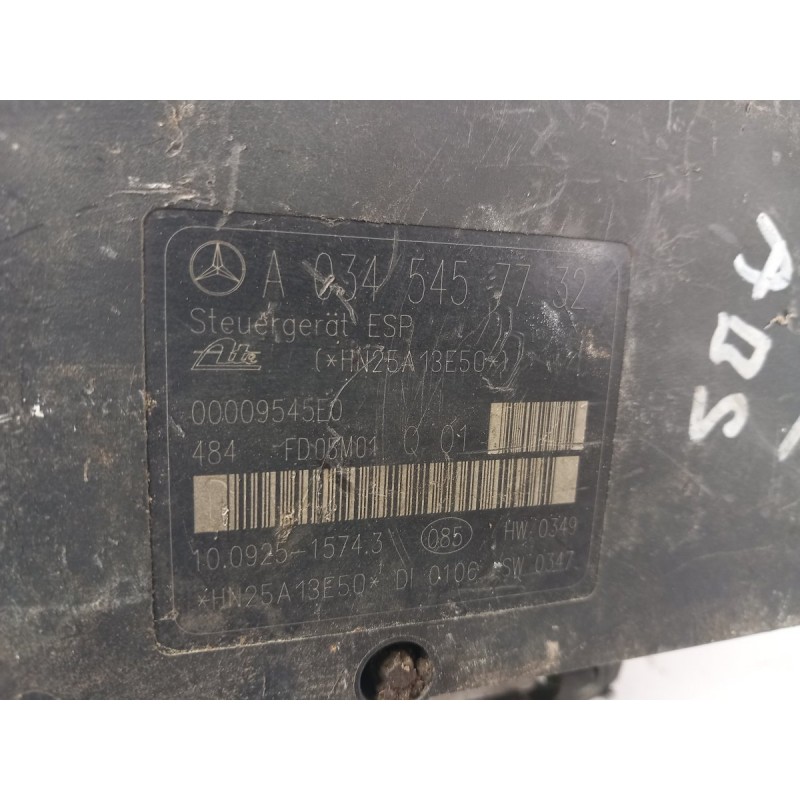 A 034 545 77 32
Steuergerät ESP
Ate (*HN25A13E50*)
00009545E0
484 FD05M01 Q 01
10.0925-1574.3 085 HW 0349
*HN25A13E50* DI 0106 SW 0347